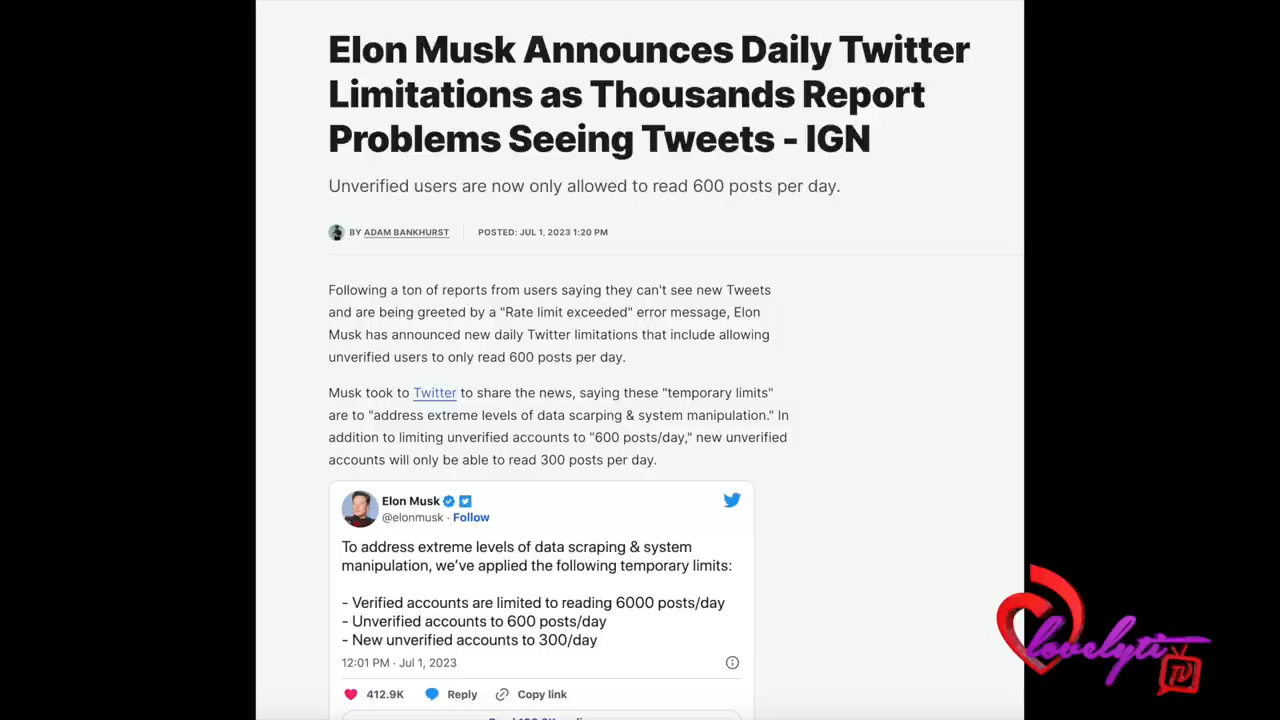 Elon Musk Announces Daily Twitter
Limitations as Thousands Report
Problems Seeing Tweets - IGN
Unverified users are now only allowed to read 600 posts per day.
BY ADAM BANKHURST POSTED: JUL 1, 2023 1:20 PM
Following a ton of reports from users saying they can't see new Tweets
and are being greeted by a "Rate limit exceeded" error message, Elon
Musk has announced new daily Twitter limitations that include allowing
unverified users to only read 600 posts per day.
Musk took to Twitter to share the news, saying these "temporary limits"
are to "address extreme levels of data scarping & system manipulation." In
addition to limiting unverified accounts to "600 posts/day," new unverified
accounts will only be able to read 300 posts per day.
Elon Musk
@elonmusk · Follow
To address extreme levels of data scraping & system
manipulation, we've applied the following temporary limits:
- Verified accounts are limited to reading 6000 posts/day
- Unverified accounts to 600 posts/day
- New unverified accounts to 300/day
12:01 PM · Jul 1, 2023
412.9K Reply Copy link
lovelyti
TV